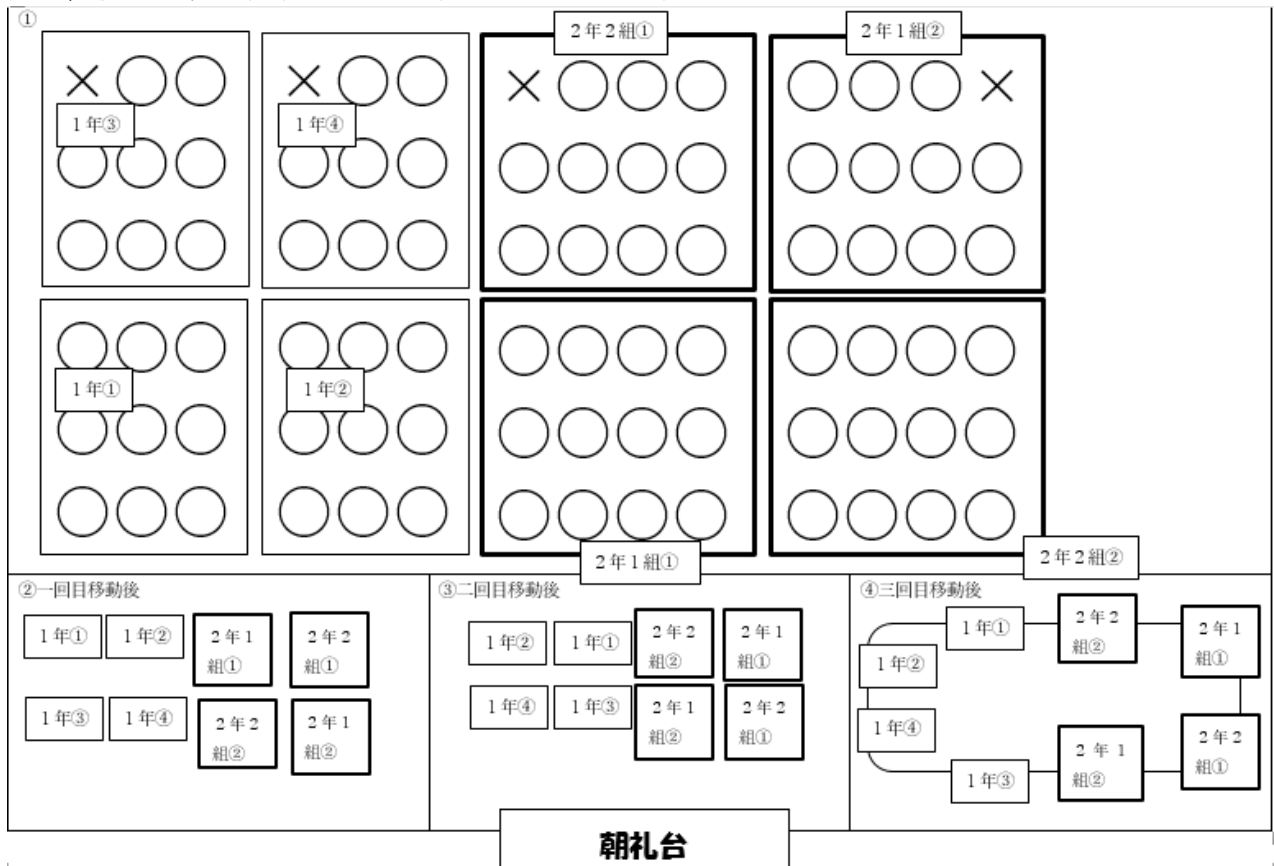 ①
2年2組①
2年1組②
1年③
1年④
1年①
1年②
2年1組①
2年2組②
②一回目移動後
1年①
1年②
2年1
組①
2年2
組①
1年③
1年④
2年2
組②
2年1
組②
③二回目移動後
1年②
1年①
2年2
組②
2年1
組①
1年④
1年③
2年1
組②
2年2
組①
④三回目移動後
1年①
2年2
組②
2年1
組①
1年②
1年④
1年③
2年1
組②
2年2
組①
朝礼台